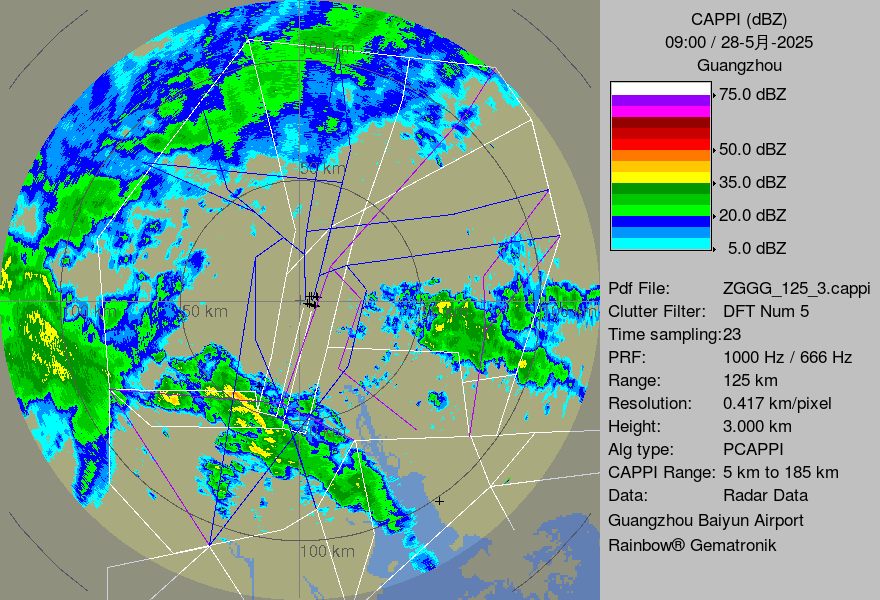 CAPPI (dBZ)
09:00 / 28-5月-2025
Guangzhou
75.0 dBZ
50.0 dBZ
35.0 dBZ
20.0 dBZ
5.0 dBZ
Pdf File: ZGGG_125_3.cappi
Clutter Filter: DFT Num 5
Time sampling:23
PRF: 1000 Hz / 666 Hz
Range: 125 km
Resolution: 0.417 km/pixel
Height: 3.000 km
Alg type: PCAPPI
CAPPI Range: 5 km to 185 km
Data: Radar Data
Guangzhou Baiyun Airport
Rainbow® Gematronik
100 km
50 km
100 km
50 km
100 km
100 km